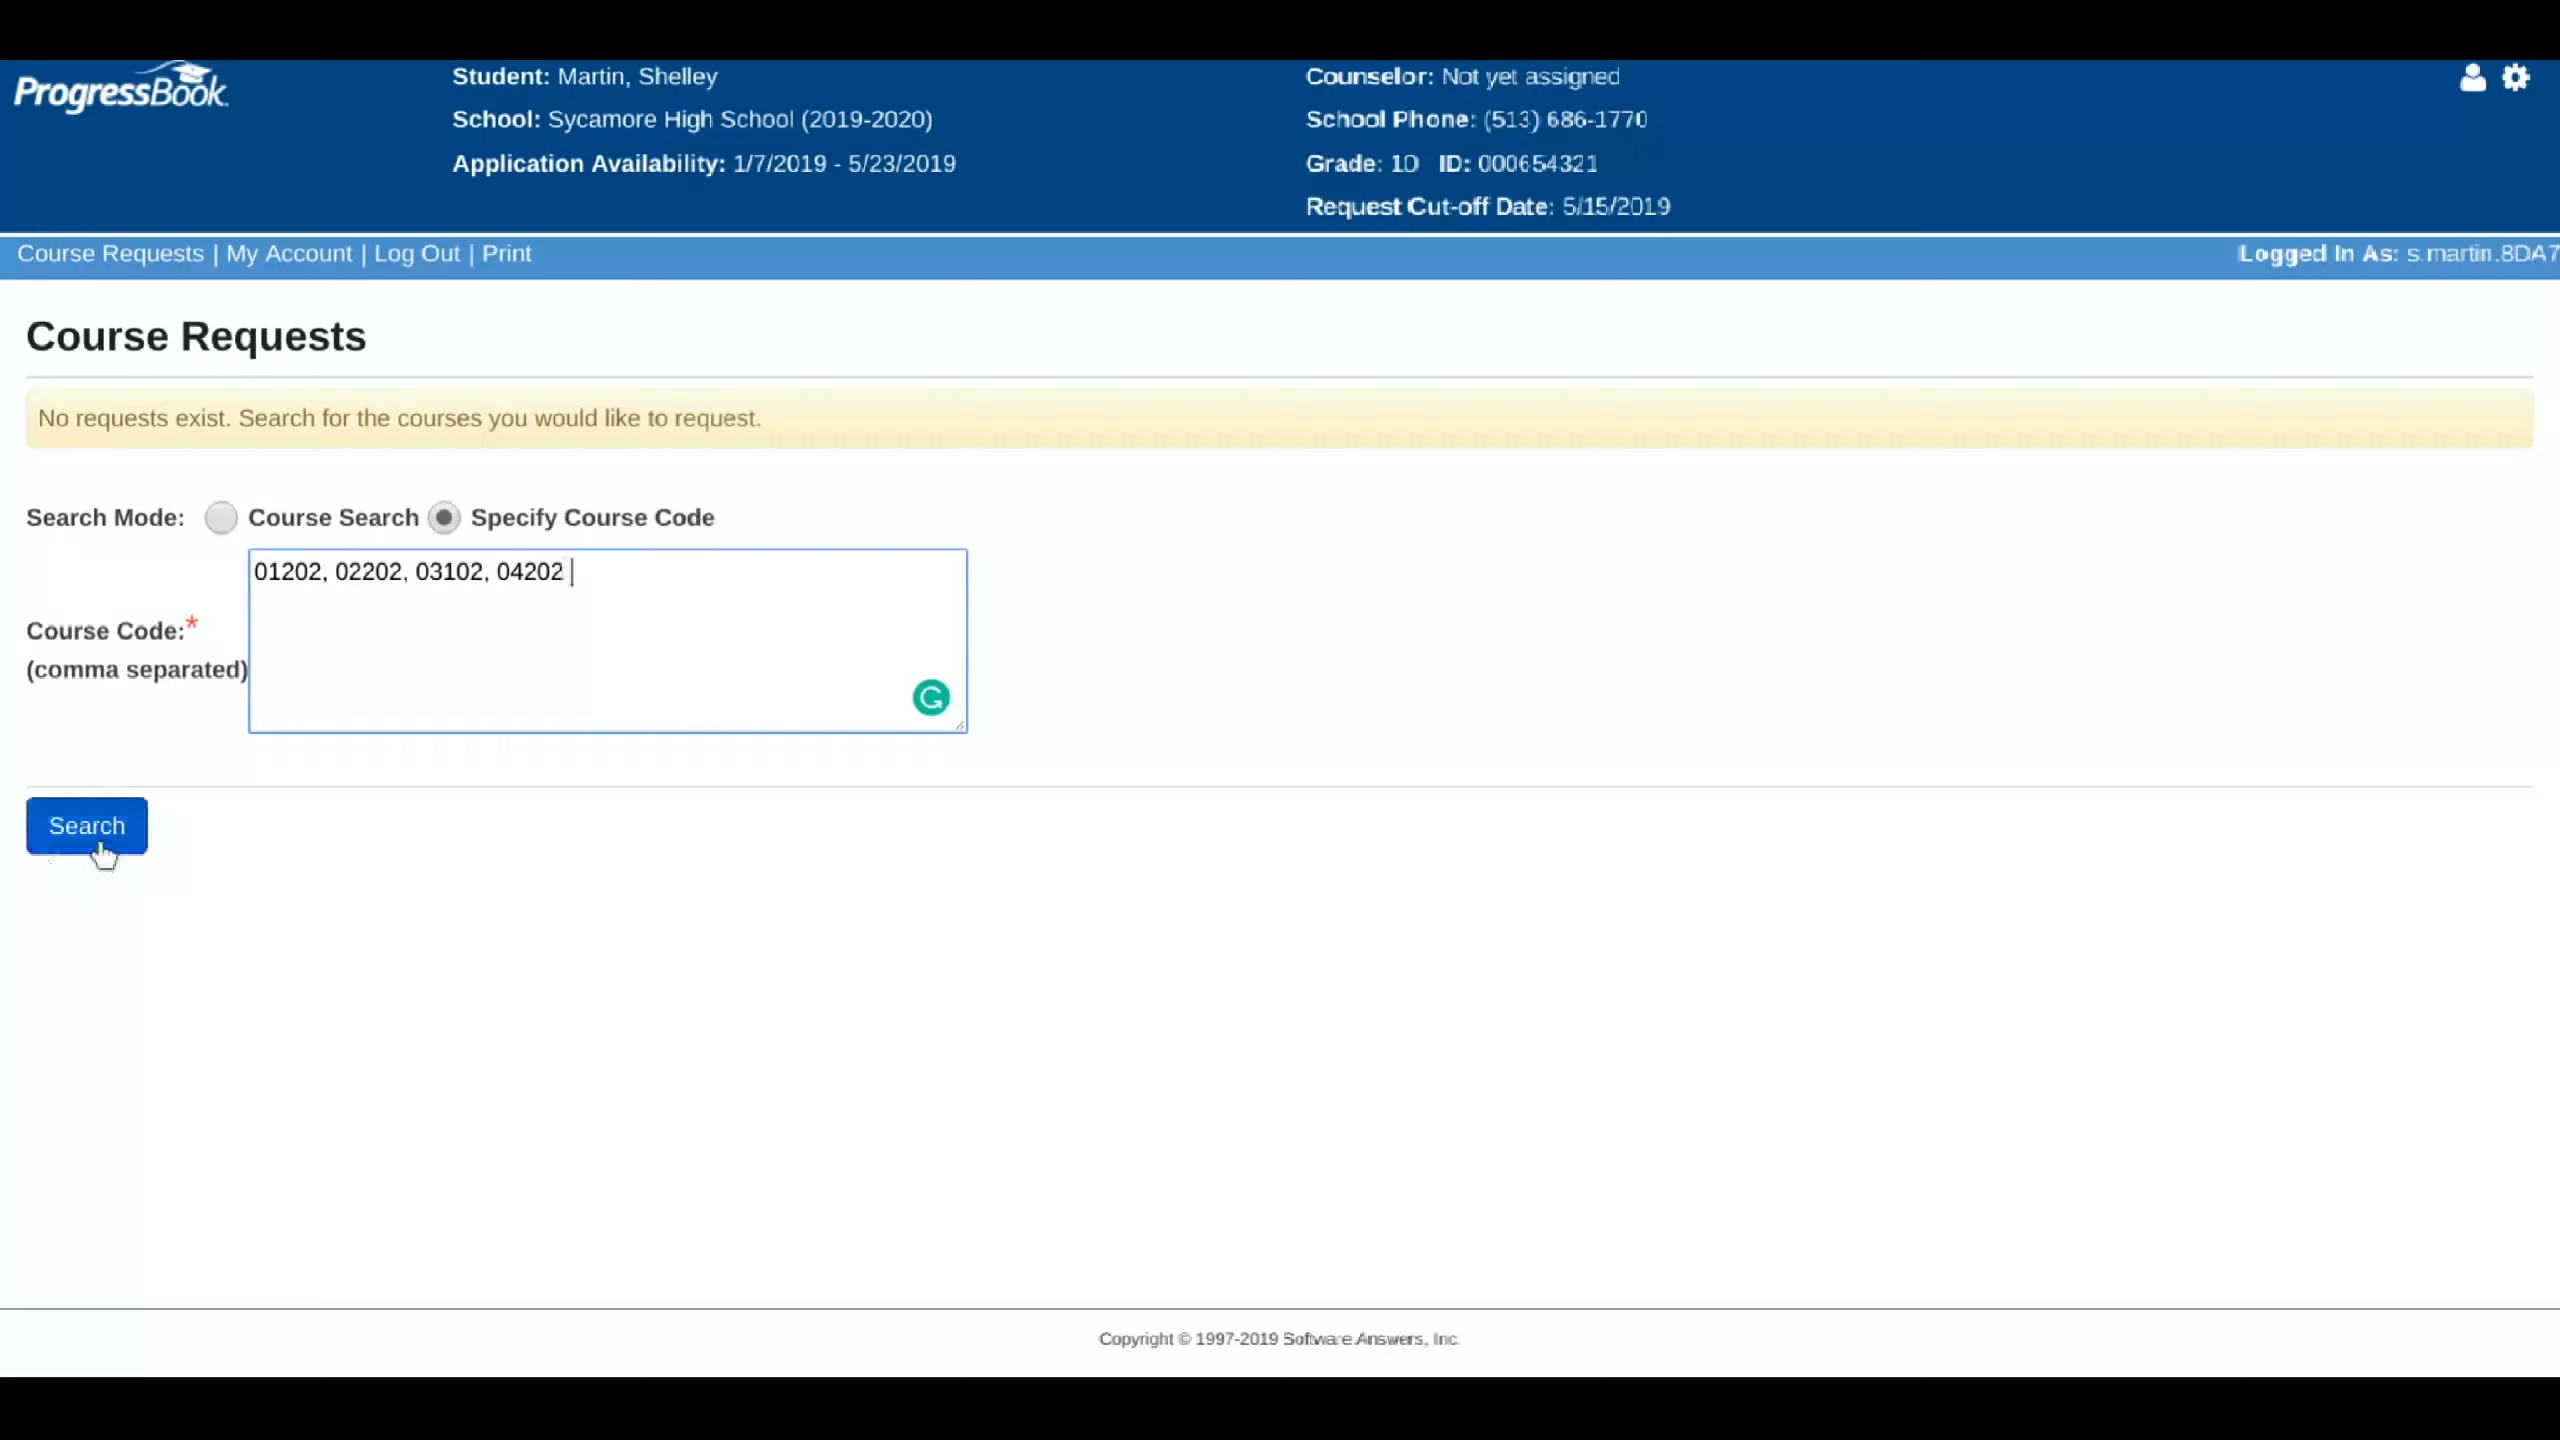 ProgressBook
Student: Martin, Shelley
School: Sycamore High School (2019-2020)
Application Availability: 1/7/2019 - 5/23/2019
Counselor: Not yet assigned
School Phone: (513) 686-1770
Grade: 10 ID: 000654321
Request Cut-off Date: 5/15/2019
Course Requests | My Account | Log Out | Print
Logged In As: s.martin.8DA7
Course Requests
No requests exist. Search for the courses you would like to request.
Search Mode: Course Search Specify Course Code
01202, 02202, 03102, 04202
Course Code:*
(comma separated)
Search
Copyright © 1997-2019 Software Answers, Inc.